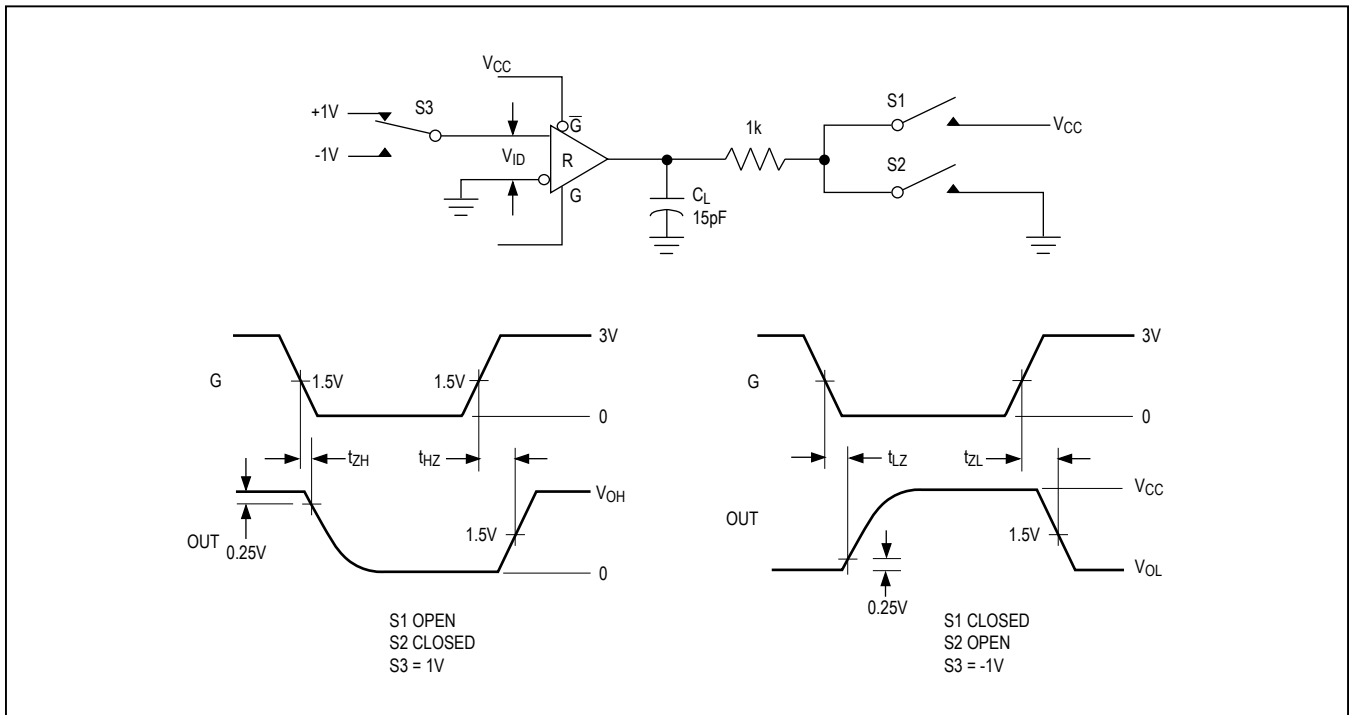 VCC
+1V
S3
-1V
VID
G̅
R
G
CL
15pF
1k
S1
VCC
S2
3V
G
1.5V
1.5V
0
tZH
tHZ
VOH
OUT
0.25V
1.5V
0
S1 OPEN
S2 CLOSED
S3 = 1V
3V
G
0
tLZ
tZL
VCC
OUT
1.5V
VOL
0.25V
S1 CLOSED
S2 OPEN
S3 = -1V